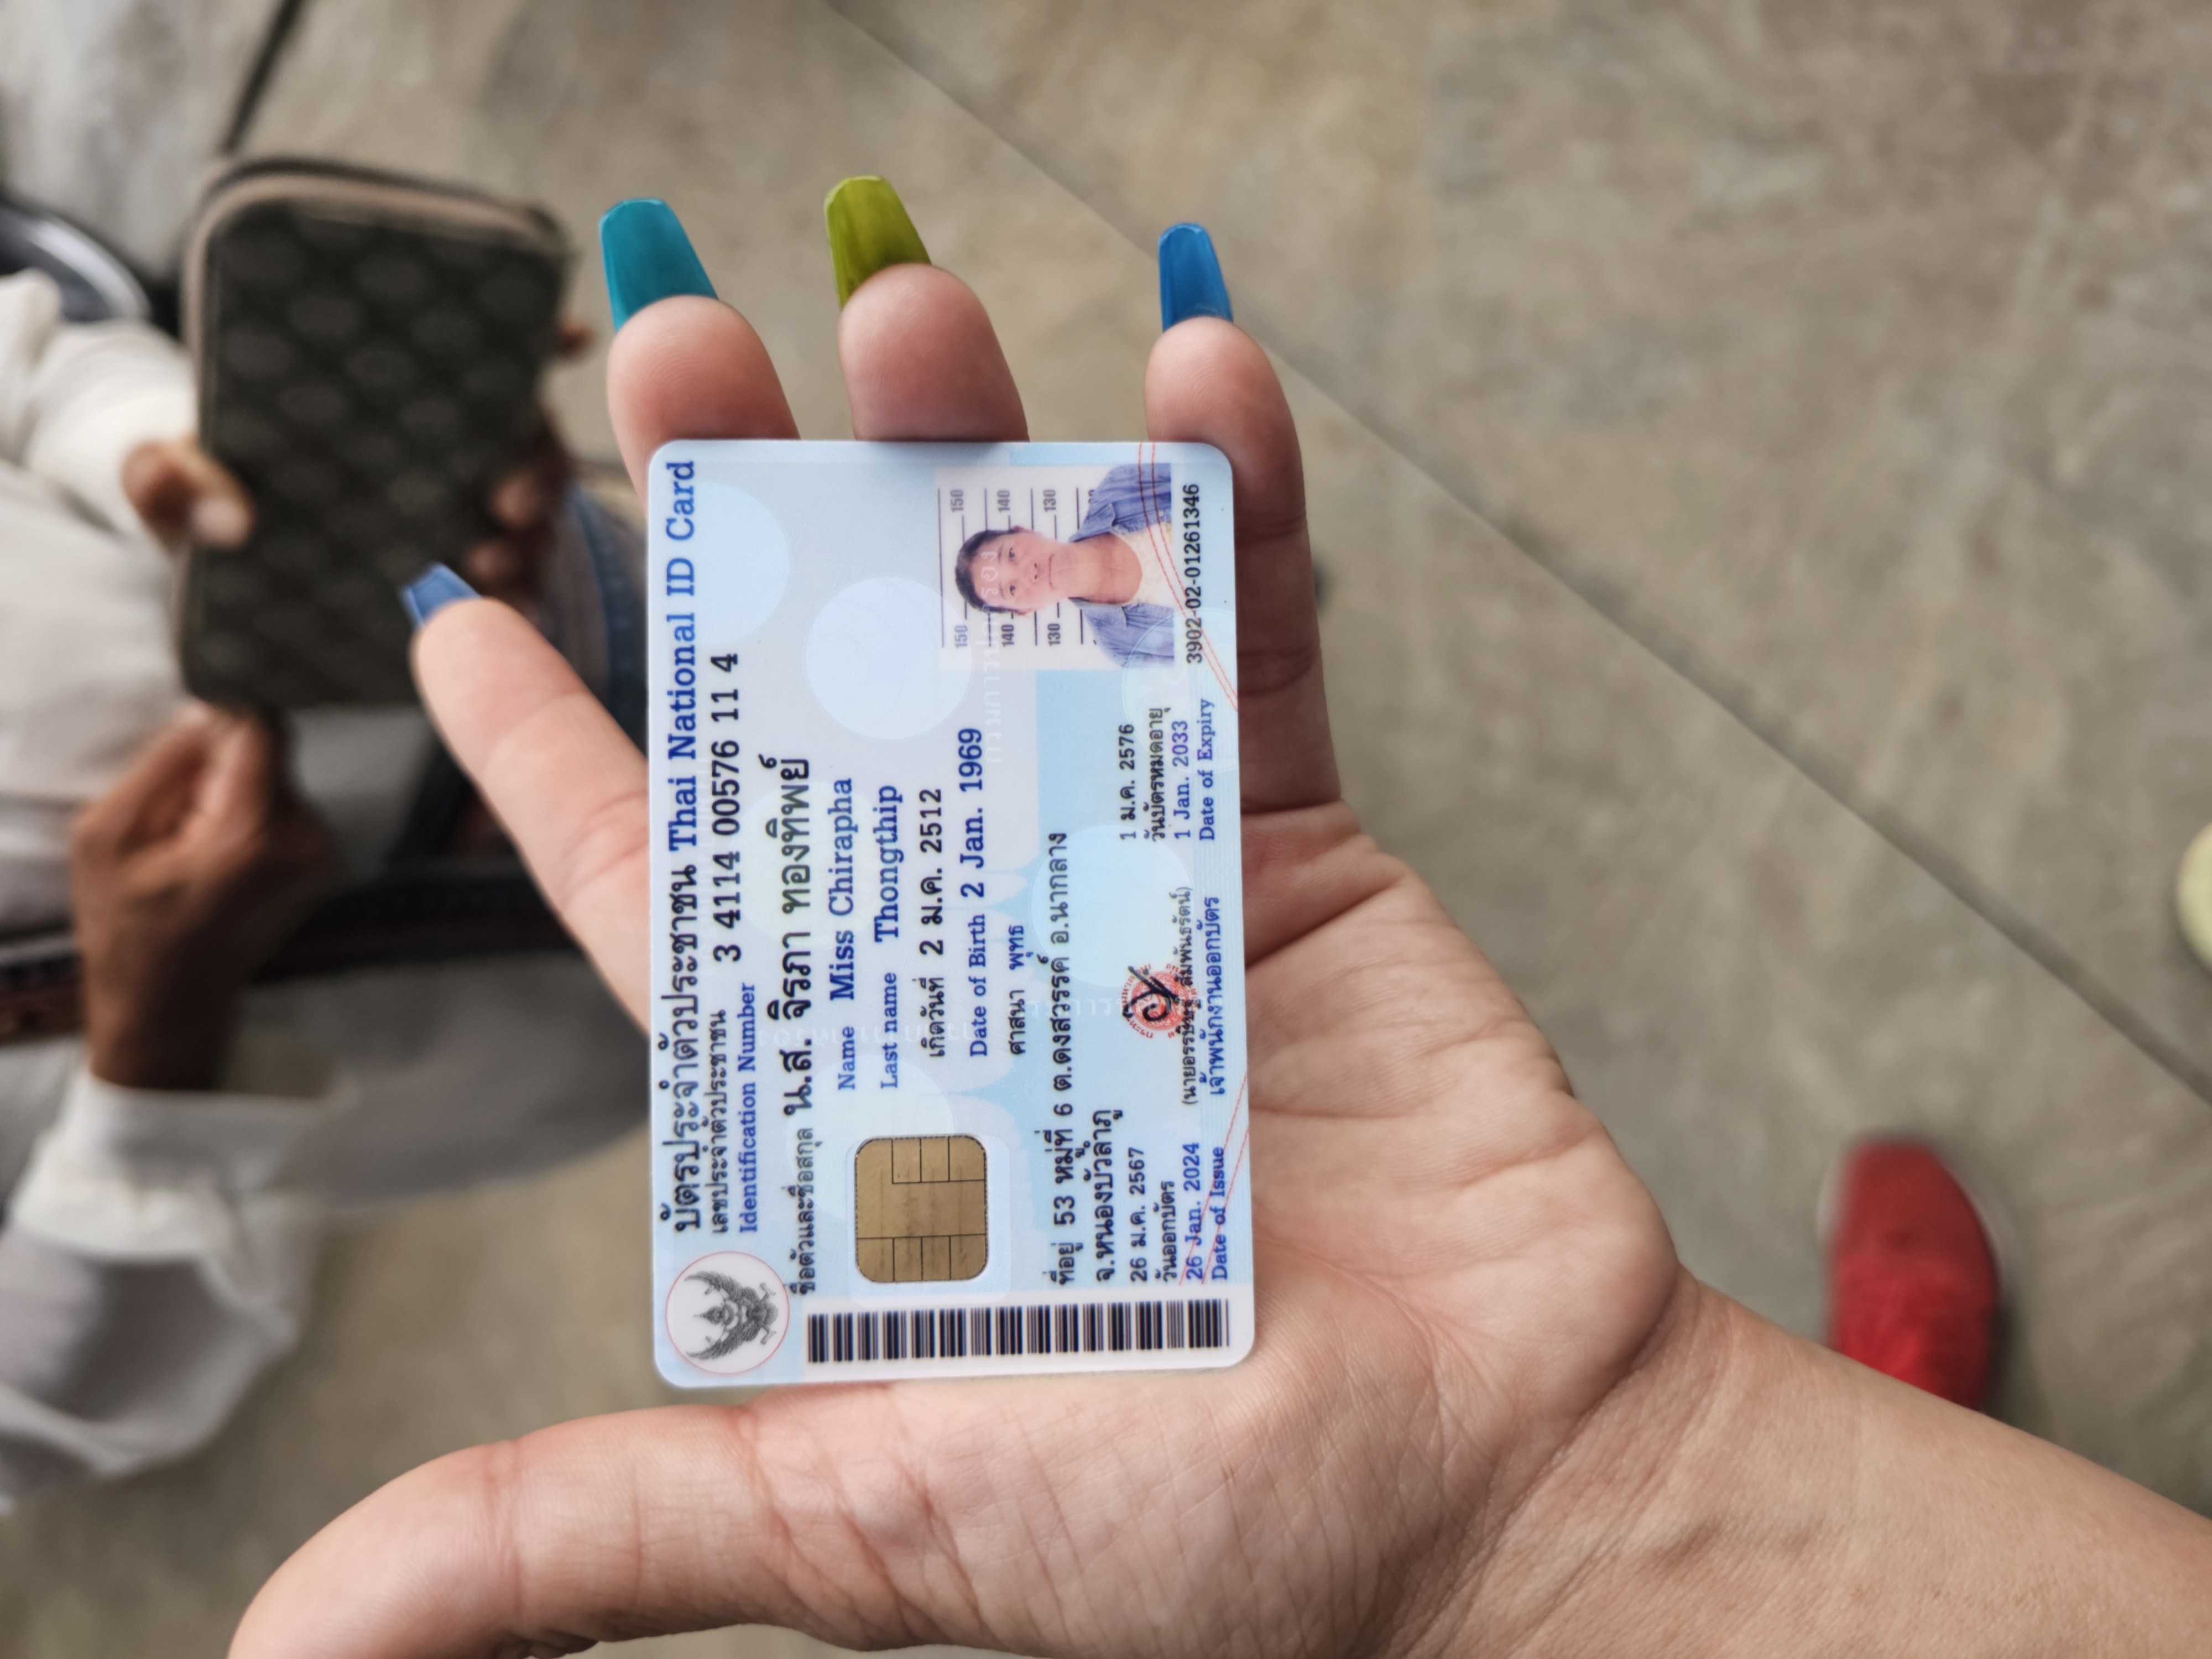 บัตรประจำตัวประชาชน Thai National ID Card
เลขประจำตัวประชาชน 3 4114 00576 11 4
Identification Number
ชื่อตัวและชื่อสกุล น.ส. จิรภา ทองทิพย์
Name Miss Chirapha
Last name Thongthip
เกิดวันที่ 2 ม.ค. 2512
Date of Birth 2 Jan. 1969
ศาสนา พุทธ
ที่อยู่ 53 หมู่ที่ 6 ต.ดงสวรรค์ อ.นากลาง
จ.หนองบัวลำภู
26 ม.ค. 2567
วันออกบัตร
26 Jan. 2024
Date of Issue
เจ้าพนักงานออกบัตร
1 ม.ค. 2576
วันบัตรหมดอายุ
1 Jan. 2033
Date of Expiry
150 150
140 140
130 130
3902-02-01261346